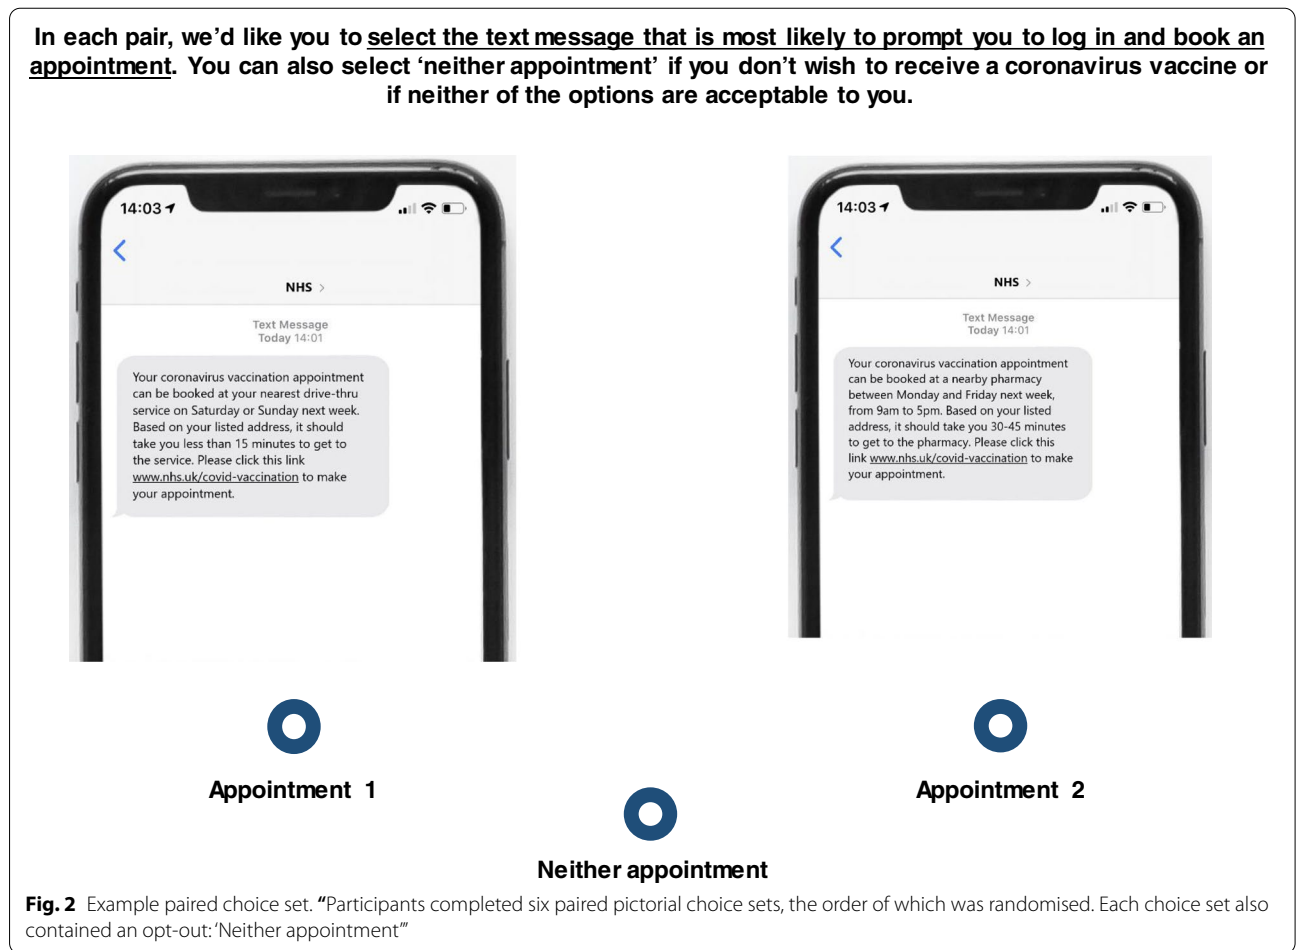 In each pair, we'd like you to select the text message that is most likely to prompt you to log in and book an
appointment. You can also select ‘neither appointment’ if you don’t wish to receive a coronavirus vaccine or
if neither of the options are acceptable to you.
14:03
NHS >
Text Message
Today 14:01
Your coronavirus vaccination appointment
can be booked at your nearest drive-thru
service on Saturday or Sunday next week.
Based on your listed address, it should
take you less than 15 minutes to get to
the service. Please click this link
www.nhs.uk/covid-vaccination to make
your appointment.
14:03
NHS >
Text Message
Today 14:01
Your coronavirus vaccination appointment
can be booked at a nearby pharmacy
between Monday and Friday next week,
from 9am to 5pm. Based on your listed
address, it should take you 30-45 minutes
to get to the pharmacy. Please click this
link www.nhs.uk/covid-vaccination to make
your appointment.
Appointment 1
Appointment 2
Neither appointment
Fig. 2 Example paired choice set. “Participants completed six paired pictorial choice sets, the order of which was randomised. Each choice set also
contained an opt-out: ‘Neither appointment’”